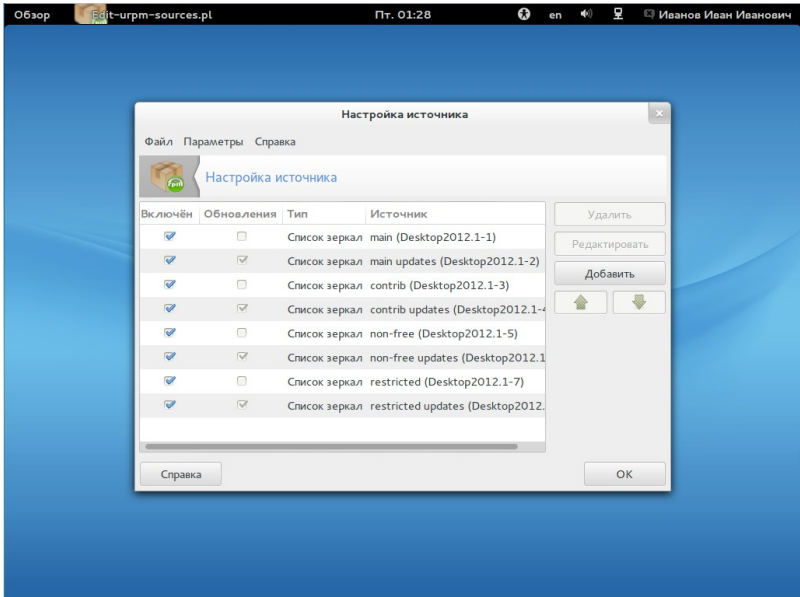 Обзор Edit-urpm-sources.pl Пт. 01:28 en Иванов Иван Иванович
Настройка источника
Файл Параметры Справка
rpm Настройка источника
Включён Обновления Тип Источник Удалить
Список зеркал main (Desktop2012.1-1)
Редактировать
Список зеркал main updates (Desktop2012.1-2)
Добавить
Список зеркал contrib (Desktop2012.1-3)
Список зеркал contrib updates (Desktop2012.1-
Список зеркал non-free (Desktop2012.1-5)
Список зеркал non-free updates (Desktop2012.1
Список зеркал restricted (Desktop2012.1-7)
Список зеркал restricted updates (Desktop2012.
Справка OK